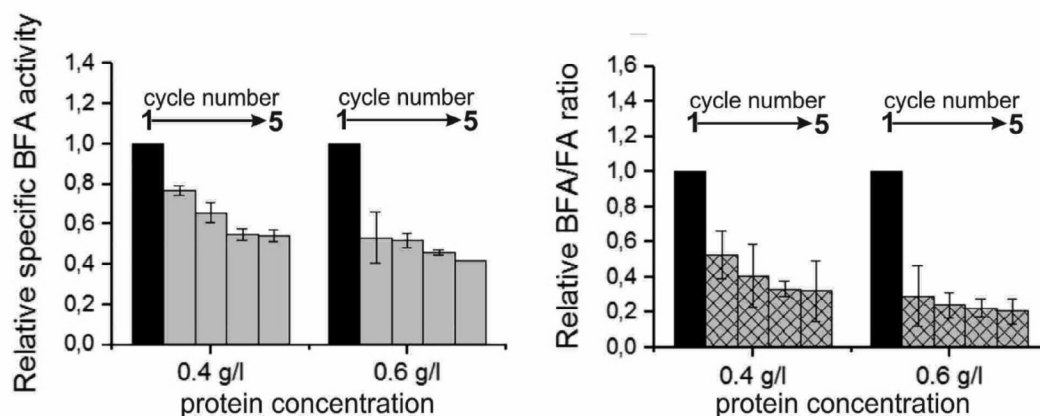 Relative specific BFA activity
1,4
1,2
1,0
0,8
0,6
0,4
0,2
0,0
cycle number
1 5
cycle number
1 5
0.4 g/l
0.6 g/l
protein concentration
Relative BFA/FA ratio
1,6
1,4
1,2
1,0
0,8
0,6
0,4
0,2
0,0
cycle number
1 5
cycle number
1 5
0.4 g/l
0.6 g/l
protein concentration